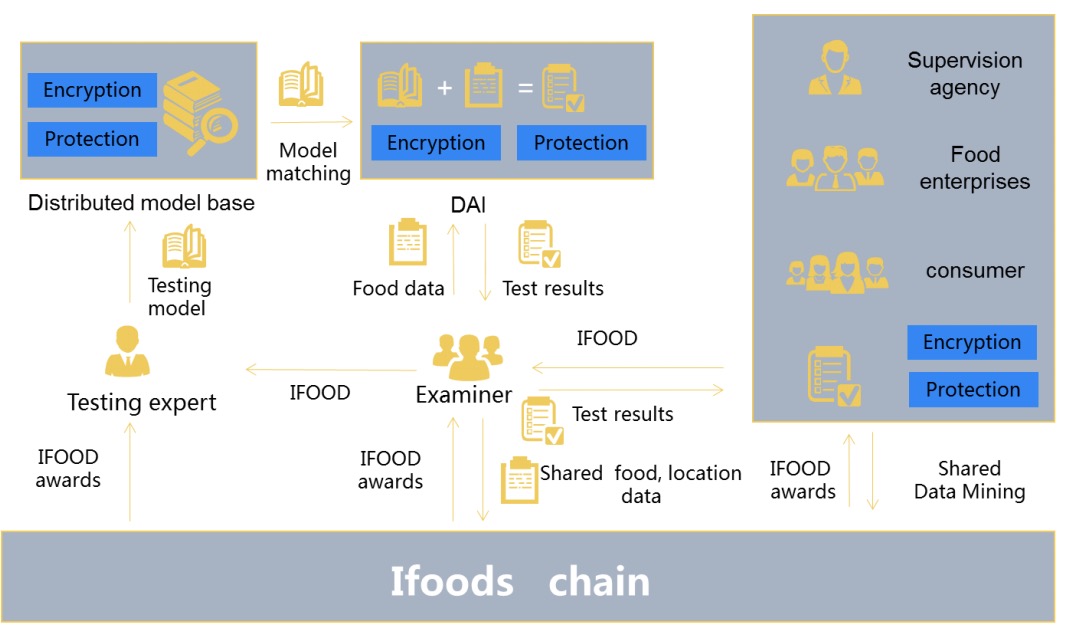 Encryption
Protection
Distributed model base
Model
matching
+
=
Encryption
Protection
DAI
Supervision
agency
Food
enterprises
consumer
Encryption
Protection
Testing
model
Food data
Test results
Testing expert
IFOOD
Examiner
IFOOD
Test results
IFOOD
awards
IFOOD
awards
Shared food, location
data
IFOOD
awards
Shared
Data Mining
Ifoods chain